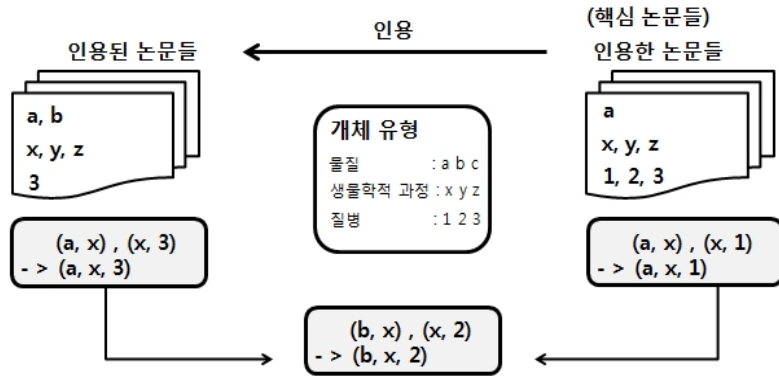 (핵심 논문들)
인용
인용된 논문들
인용한 논문들
a, b
x, y, z
3
개체 유형
물질 : a b c
생물학적 과정 : x y z
질병 : 1 2 3
a
x, y, z
1, 2, 3
(a, x) , (x, 3)
- > (a, x, 3)
(a, x) , (x, 1)
- > (a, x, 1)
(b, x) , (x, 2)
- > (b, x, 2)